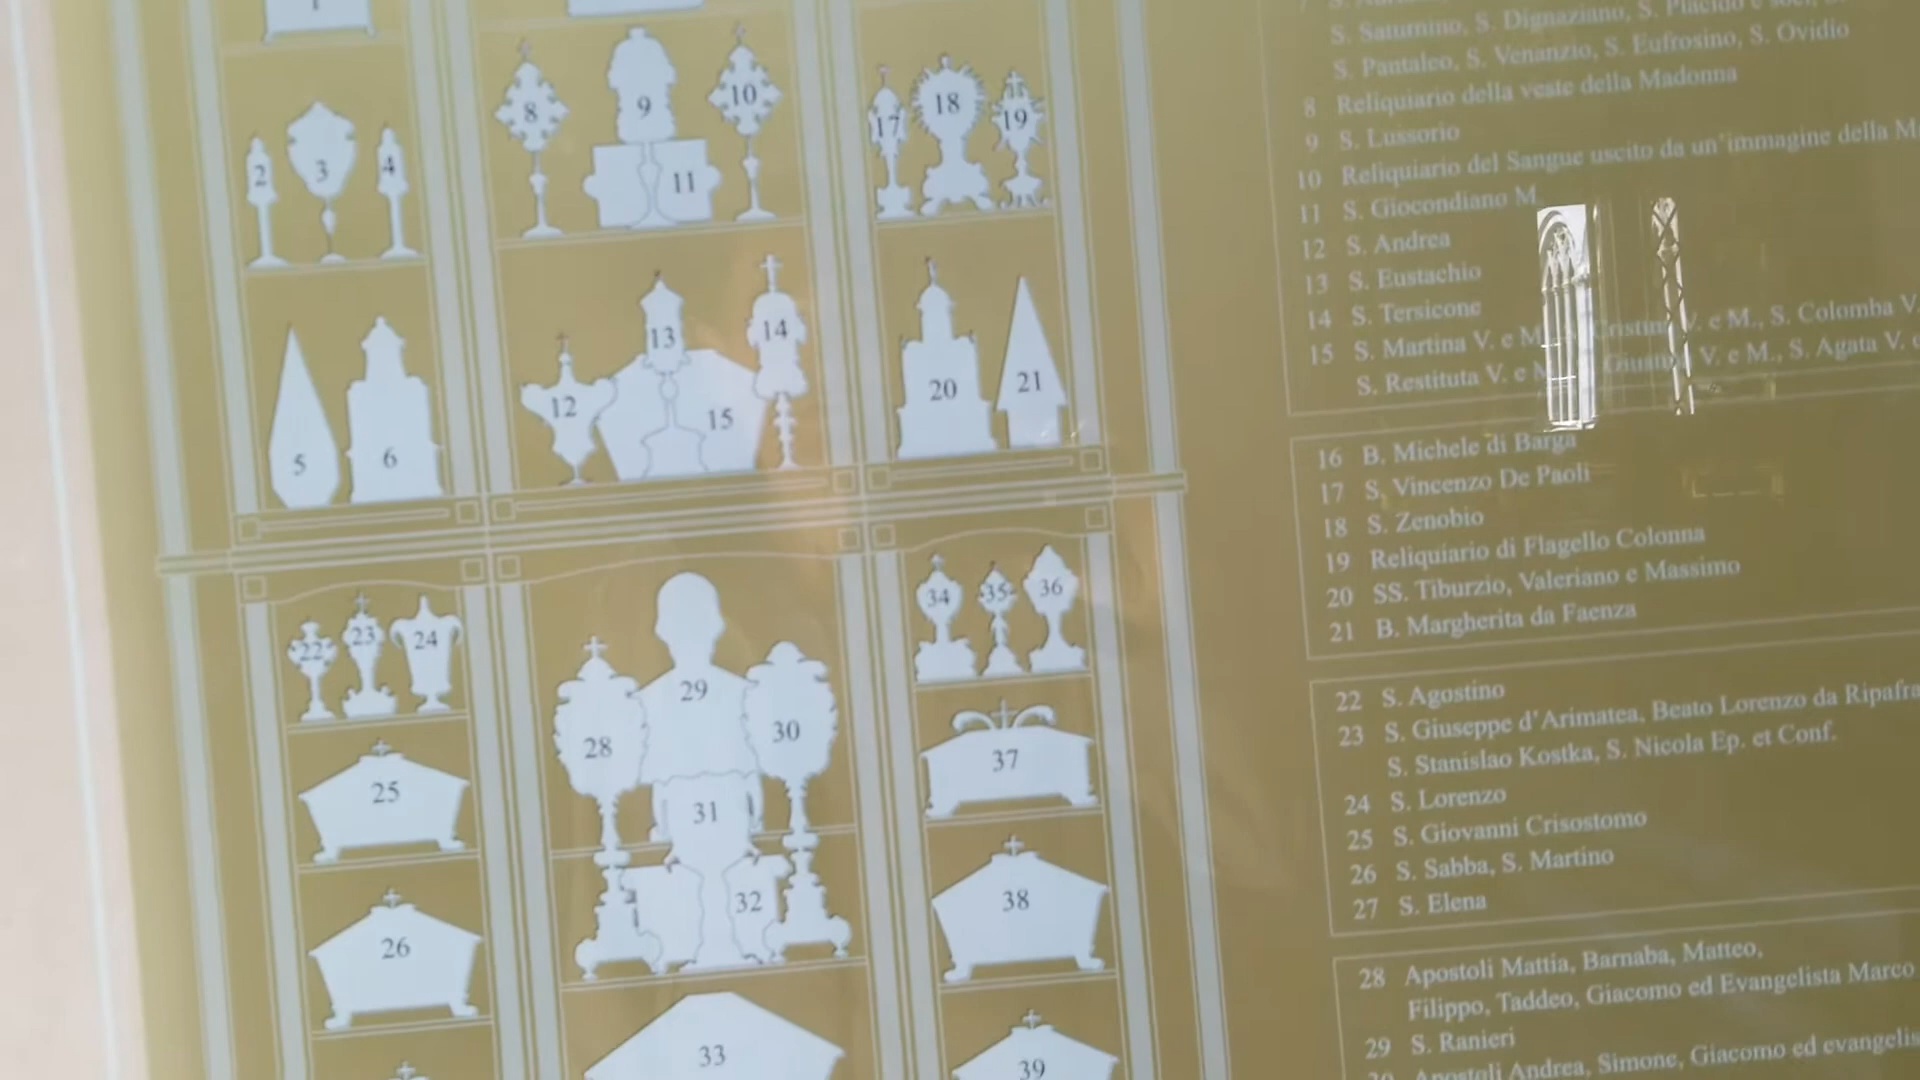 1
2
3
4
5
6
8
9
10
11
12
13
14
15
17
18
19
20
21
22
23
24
25
26
28
29
30
31
32
33
34
35
36
37
38
39
S. Saturnino, S. Dignaziano, S. Placido e soci,
S. Pantaleo, S. Venanzio, S. Eufrosino, S. Ovidio
8 Reliquiario della veste della Madonna
9 S. Lussorio
10 Reliquiario del Sangue uscito da un'immagine della M
11 S. Giocondiano M.
12 S. Andrea
13 S. Eustachio
14 S. Tersicone
15 S. Martina V. e M V. e M., S. Colomba V.
S. Restituta V. e V. e M., S. Agata V.
16 B. Michele di Barga
17 S. Vincenzo De Paoli
18 S. Zenobio
19 Reliquiario di Flagello Colonna
20 SS. Tiburzio, Valeriano e Massimo
21 B. Margherita da Faenza
22 S. Agostino
23 S. Giuseppe d'Arimatea, Beato Lorenzo da Ripafra
S. Stanislao Kostka, S. Nicola Ep. et Conf.
24 S. Lorenzo
25 S. Giovanni Crisostomo
26 S. Sabba, S. Martino
27 S. Elena
28 Apostoli Mattia, Barnaba, Matteo,
Filippo, Taddeo, Giacomo ed Evangelista Marco
29 S. Ranieri
30 Apostoli Andrea, Simone, Giacomo ed evangelis